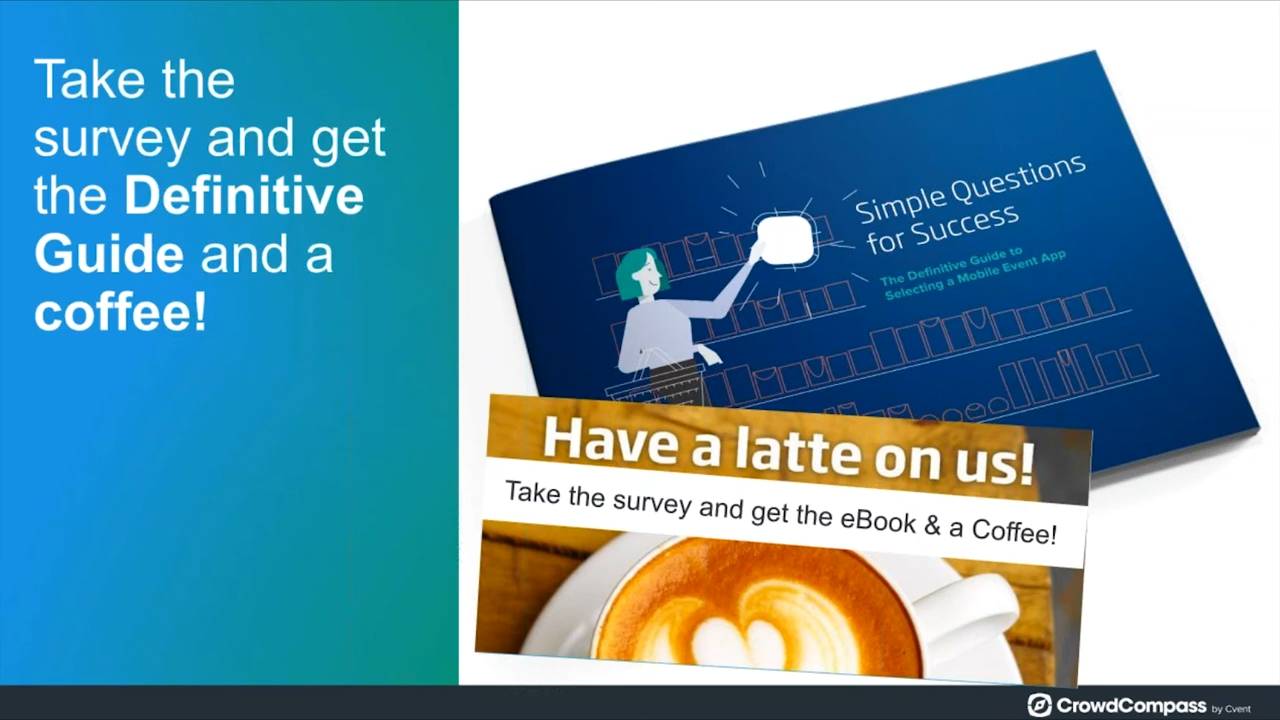 Take the
survey and get
the Definitive
Guide and a
coffee!
Simple Questions
for Success
The Definitive Guide to
Selecting a Mobile Event App
Have a latte on us!
Take the survey and get the eBook & a Coffee!
CrowdCompass by Cvent